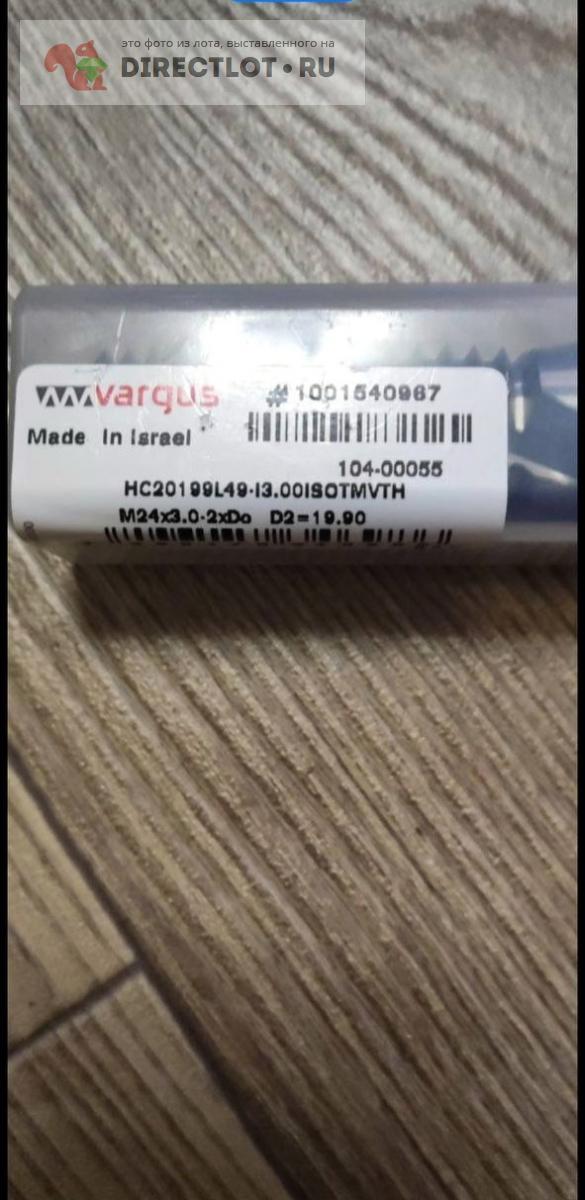 это фото из лота, выставленного на
DIRECTLOT•RU
vargus #1001540967
Made In Israel
104-00055
HC20199L49-I3.00ISOTMVTH
M24x3.0-2xDo D2=19.90